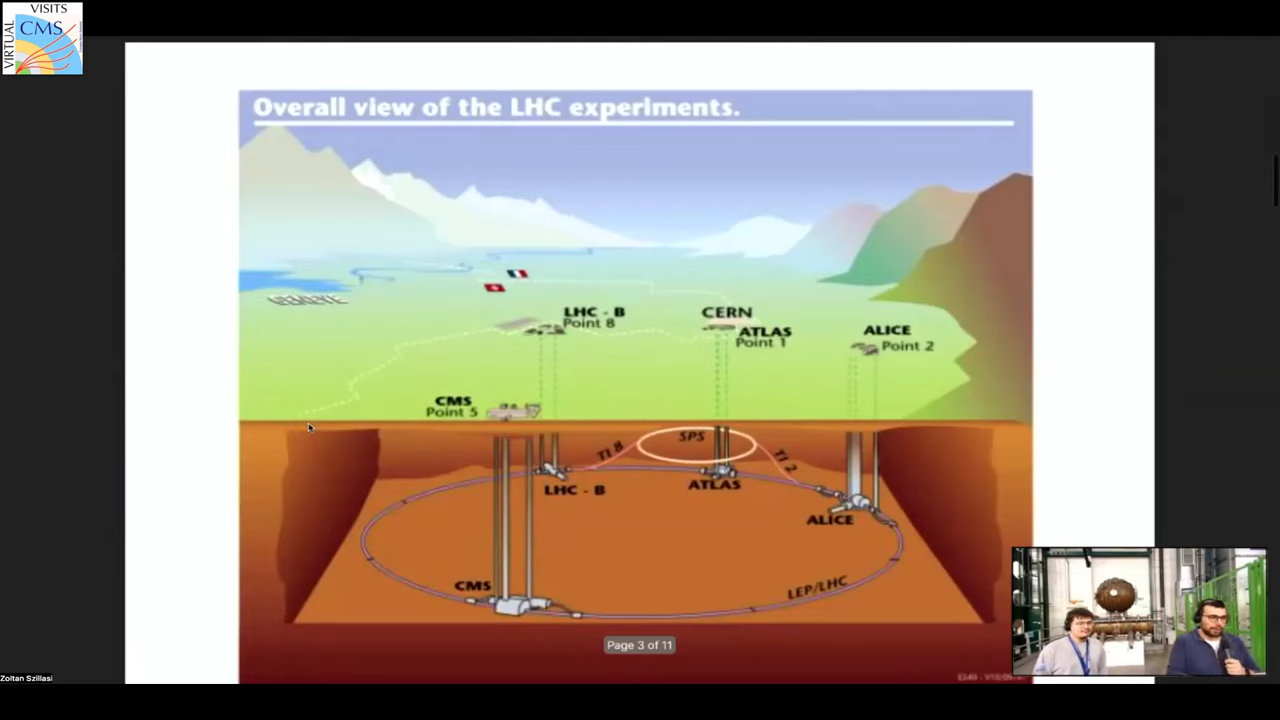 VISITS
CMS
VIRTUAL
Overall view of the LHC experiments.
LHC - B
Point 8
CERN
ATLAS
Point 1
ALICE
Point 2
CMS
Point 5
SPS
TI 8
TI 2
LHC - B
ATLAS
ALICE
CMS
LEP/LHC
Page 3 of 11
Zoltan Szillasi